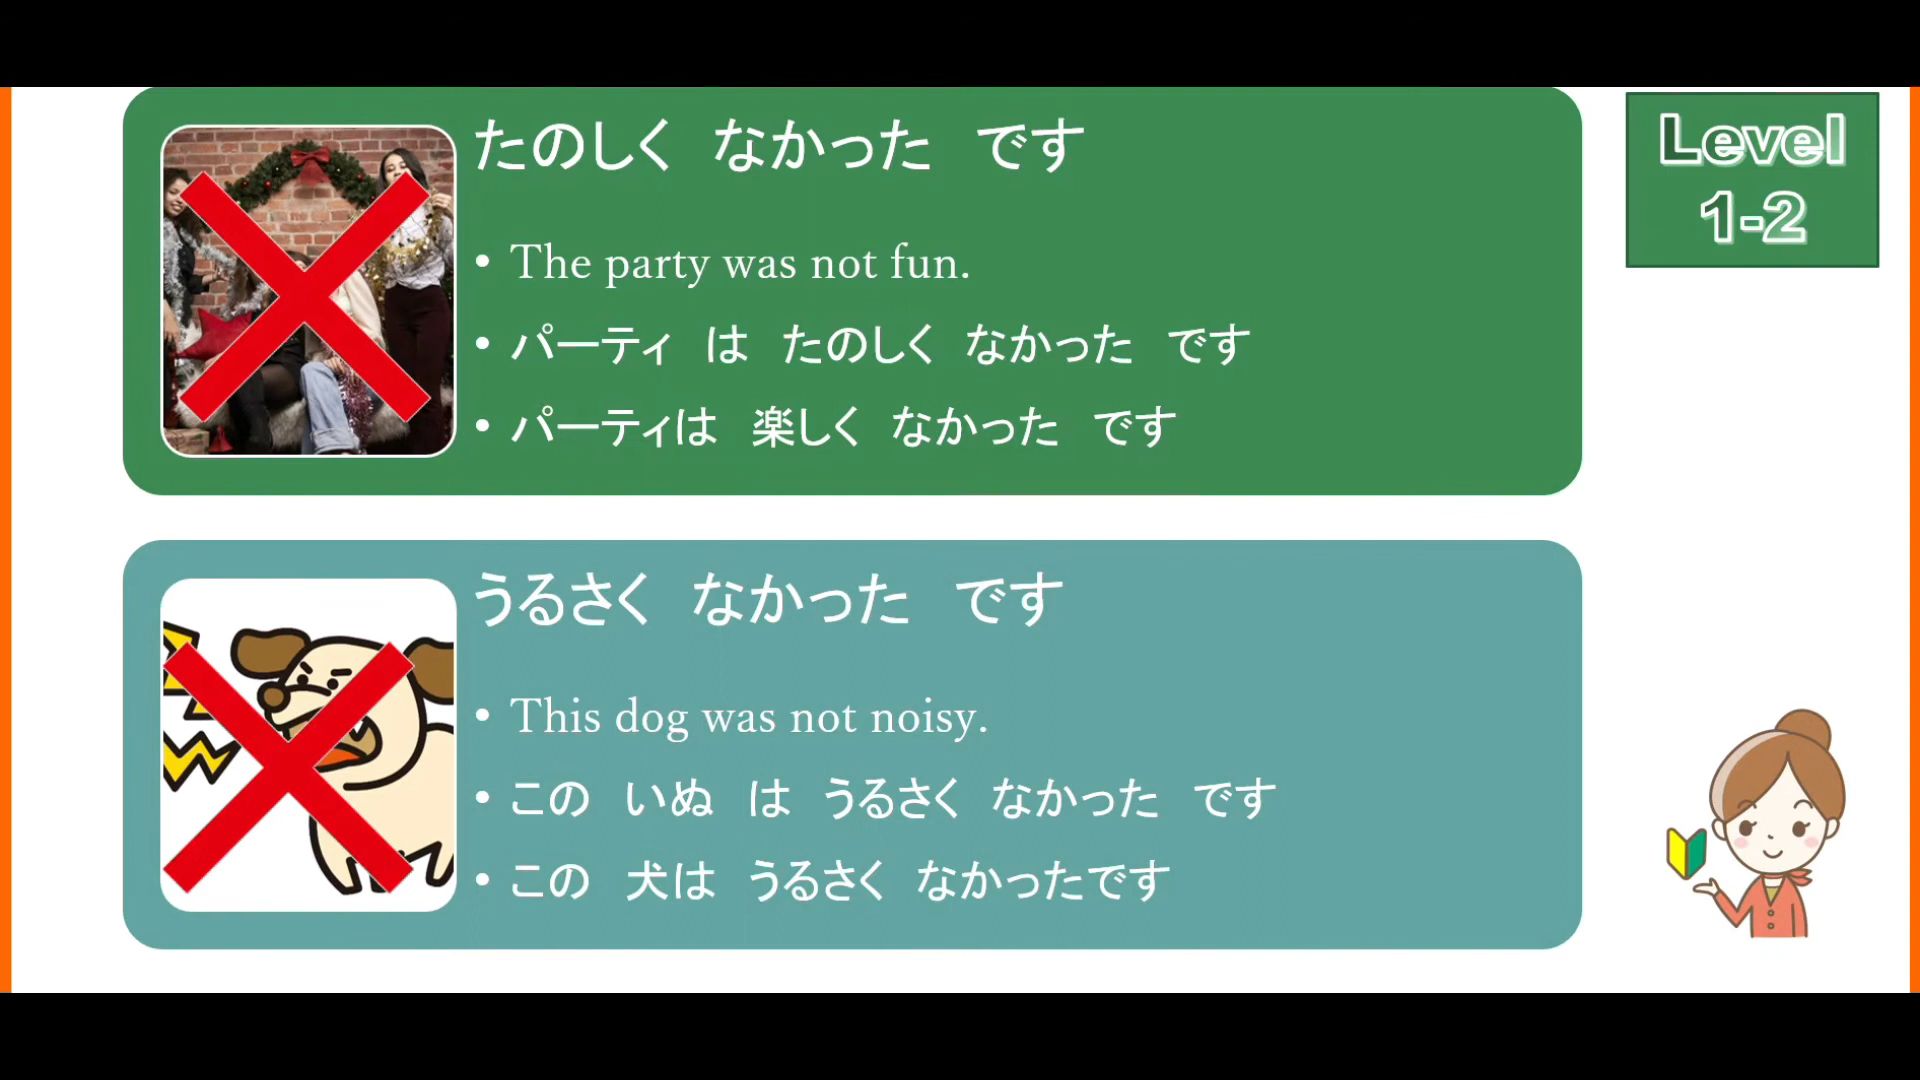 たのしく なかった です
• The party was not fun.
• パーティ は たのしく なかった です
• パーティは 楽しく なかった です
Level
1-2
うるさく なかった です
• This dog was not noisy.
• この いぬ は うるさく なかった です
• この 犬は うるさく なかったです